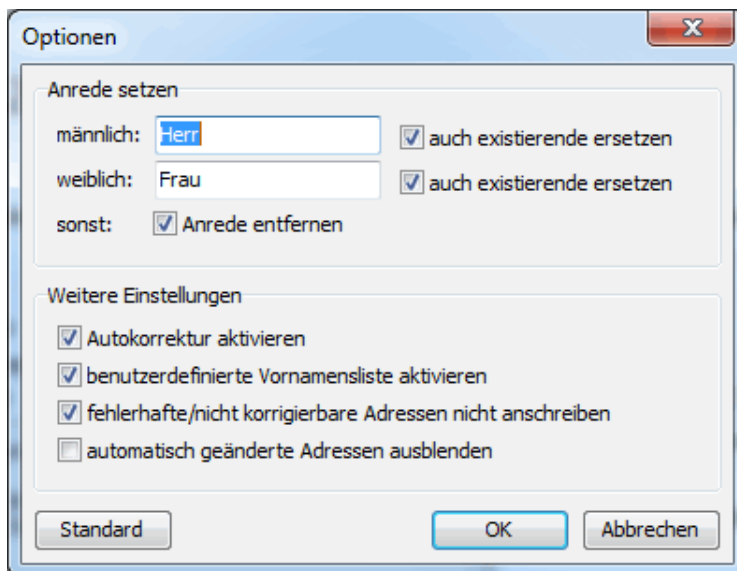 Optionen
Anrede setzen
männlich: Herr auch existierende ersetzen
weiblich: Frau auch existierende ersetzen
sonst: Anrede entfernen
Weitere Einstellungen
Autokorrektur aktivieren
benutzerdefinierte Vornamensliste aktivieren
fehlerhafte/nicht korrigierbare Adressen nicht anschreiben
automatisch geänderte Adressen ausblenden
Standard OK Abbrechen